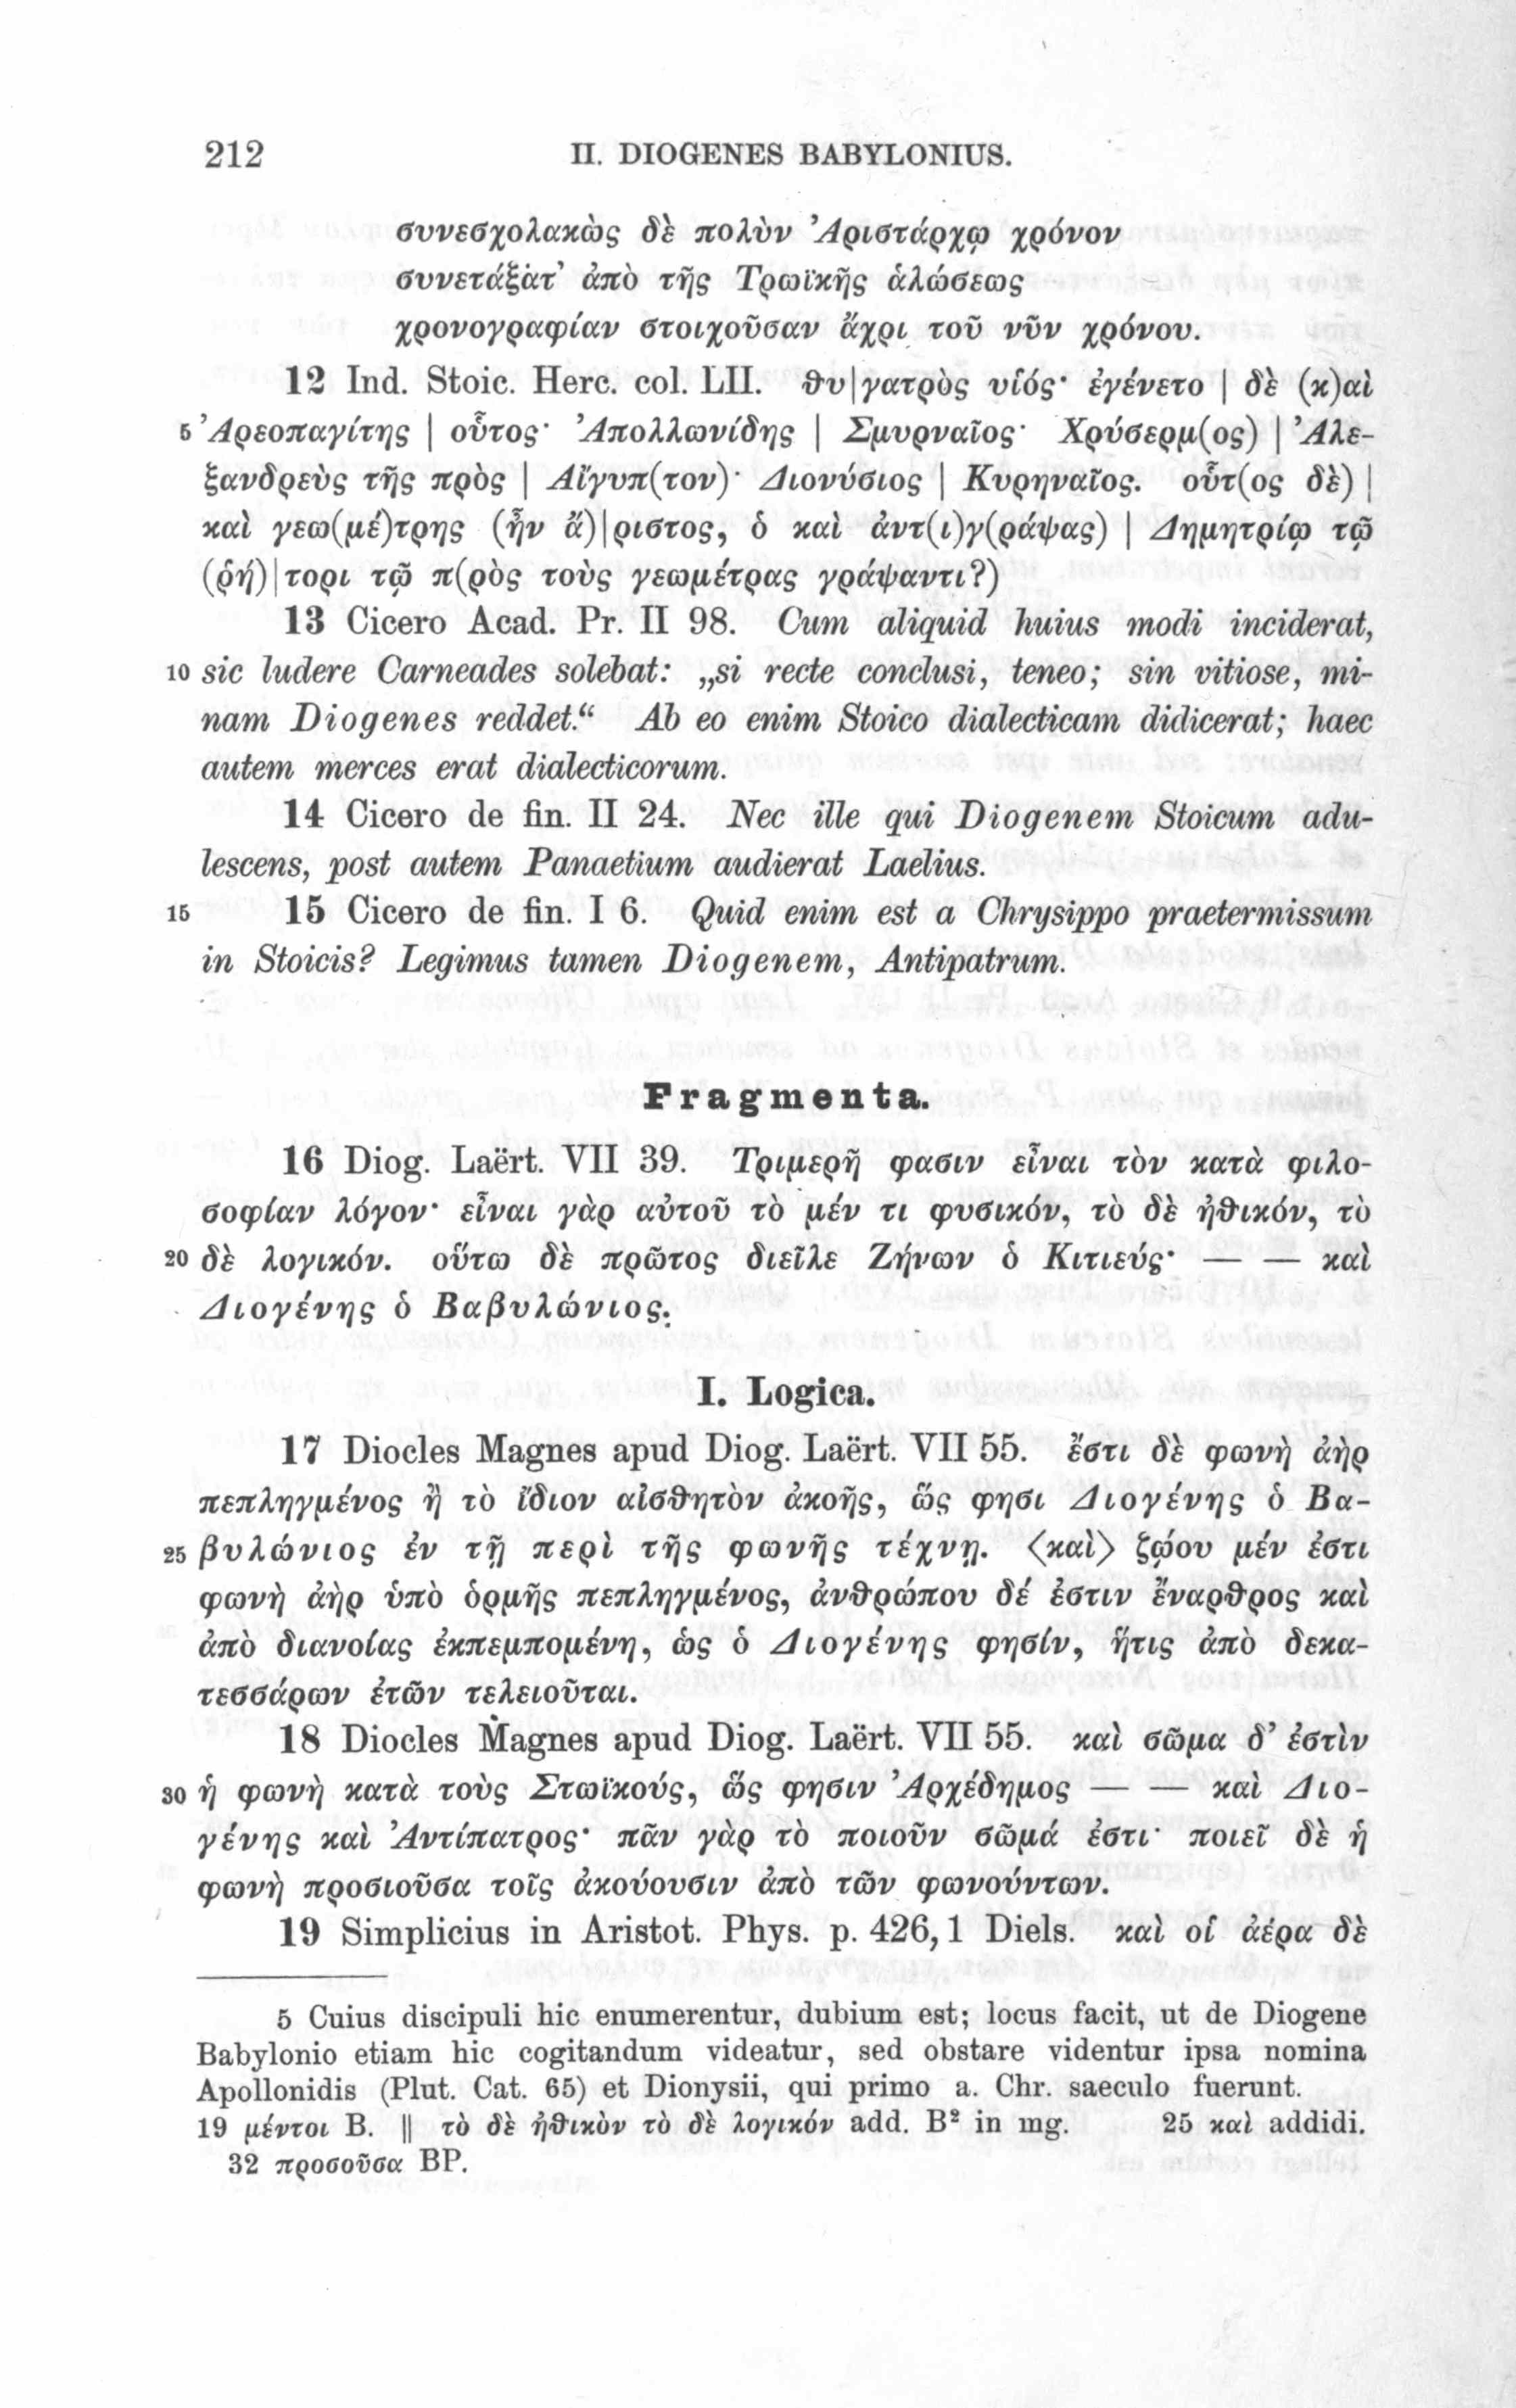 212 II. DIOGENES BABYLONIUS.
συνεσχολακὼς δὲ πολὺν Ἀριστάρχῳ χρόνον
συνετάξατ’ ἀπὸ τῆς Τρωϊκῆς ἁλώσεως
χρονογραφίαν στοιχοῦσαν ἄχρι τοῦ νῦν χρόνου.
12 Ind. Stoic. Herc. col. LII. θυ|γατρὸς υἱός· ἐγένετο | δὲ (κ)αὶ
5 Ἀρεοπαγίτης | οὗτος· Ἀπολλωνίδης | Σμυρναῖος· Χρύσερμ(ος) | Ἀλε-
ξανδρεὺς τῆς πρὸς | Αἴγυπ(τον)· Διονύσιος | Κυρηναῖος. οὗτ(ος δὲ) |
καὶ γεω(μέ)τρης (ἦν ἄ)|ριστος, ὁ καὶ ἀντ(ι)γ(ράψας) | Δημητρίῳ τῷ
(ῥή)|τορι τῷ π(ρὸς τοὺς γεωμέτρας γράψαντι?)
13 Cicero Acad. Pr. II 98. Cum aliquid huius modi inciderat,
10 sic ludere Carneades solebat: „si recte conclusi, teneo; sin vitiose, mi-
nam Diogenes reddet.“ Ab eo enim Stoico dialecticam didicerat; haec
autem merces erat dialecticorum.
14 Cicero de fin. II 24. Nec ille qui Diogenem Stoicum adu-
lescens, post autem Panaetium audierat Laelius.
15 15 Cicero de fin. I 6. Quid enim est a Chrysippo praetermissum
in Stoicis? Legimus tamen Diogenem, Antipatrum.
Fragmenta.
16 Diog. Laërt. VII 39. Τριμερῆ φασιν εἶναι τὸν κατὰ φιλο-
σοφίαν λόγον· εἶναι γὰρ αὐτοῦ τὸ μέν τι φυσικόν, τὸ δὲ ἠθικόν, τὸ
20 δὲ λογικόν. οὕτω δὲ πρῶτος διεῖλε Ζήνων ὁ Κιτιεύς· — — καὶ
Διογένης ὁ Βαβυλώνιος.
I. Logica.
17 Diocles Magnes apud Diog. Laërt. VII 55. ἔστι δὲ φωνὴ ἀὴρ
πεπληγμένος ἢ τὸ ἴδιον αἰσθητὸν ἀκοῆς, ὥς φησι Διογένης ὁ Βα-
25 βυλώνιος ἐν τῇ περὶ τῆς φωνῆς τέχνῃ. ⟨καὶ⟩ ζῴου μέν ἐστι
φωνὴ ἀὴρ ὑπὸ ὁρμῆς πεπληγμένος, ἀνθρώπου δέ ἐστιν ἔναρθρος καὶ
ἀπὸ διανοίας ἐκπεμπομένη, ὡς ὁ Διογένης φησίν, ἥτις ἀπὸ δεκα-
τεσσάρων ἐτῶν τελειοῦται.
18 Diocles Magnes apud Diog. Laërt. VII 55. καὶ σῶμα δ’ ἐστὶν
30 ἡ φωνὴ κατὰ τοὺς Στωϊκούς, ὥς φησιν Ἀρχέδημος — — καὶ Διο-
γένης καὶ Ἀντίπατρος· πᾶν γὰρ τὸ ποιοῦν σῶμά ἐστι· ποιεῖ δὲ ἡ
φωνὴ προσιοῦσα τοῖς ἀκούουσιν ἀπὸ τῶν φωνούντων.
19 Simplicius in Aristot. Phys. p. 426,1 Diels. καὶ οἱ ἀέρα δὲ
5 Cuius discipuli hic enumerentur, dubium est; locus facit, ut de Diogene
Babylonio etiam hic cogitandum videatur, sed obstare videntur ipsa nomina
Apollonidis (Plut. Cat. 65) et Dionysii, qui primo a. Chr. saeculo fuerunt.
19 μέντοι B. || τὸ δὲ ἠθικὸν τὸ δὲ λογικόν add. B² in mg. 25 καὶ addidi.
32 προσοῦσα BP.